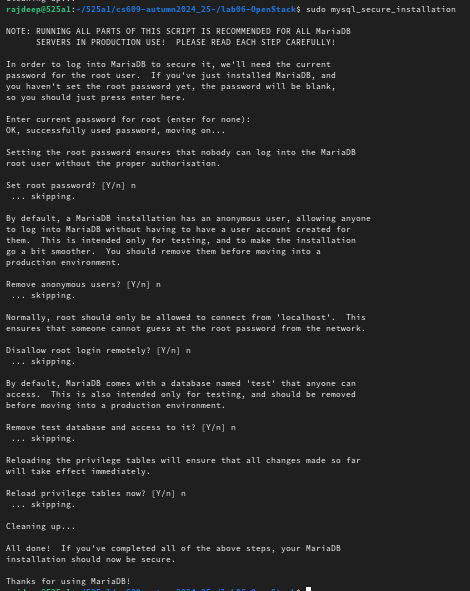 Cleaning up...
rajdeep@525a1:~/525a1/cs609-autumn2024_25-/lab06-OpenStack$ sudo mysql_secure_installation
NOTE: RUNNING ALL PARTS OF THIS SCRIPT IS RECOMMENDED FOR ALL MariaDB
SERVERS IN PRODUCTION USE!  PLEASE READ EACH STEP CAREFULLY!
In order to log into MariaDB to secure it, we'll need the current
password for the root user.  If you've just installed MariaDB, and
you haven't set the root password yet, the password will be blank,
so you should just press enter here.
Enter current password for root (enter for none):
OK, successfully used password, moving on...
Setting the root password ensures that nobody can log into the MariaDB
root user without the proper authorisation.
Set root password? [Y/n] n
... skipping.
By default, a MariaDB installation has an anonymous user, allowing anyone
to log into MariaDB without having to have a user account created for
them.  This is intended only for testing, and to make the installation
go a bit smoother.  You should remove them before moving into a
production environment.
Remove anonymous users? [Y/n] n
... skipping.
Normally, root should only be allowed to connect from 'localhost'.  This
ensures that someone cannot guess at the root password from the network.
Disallow root login remotely? [Y/n] n
... skipping.
By default, MariaDB comes with a database named 'test' that anyone can
access.  This is also intended only for testing, and should be removed
before moving into a production environment.
Remove test database and access to it? [Y/n] n
... skipping.
Reloading the privilege tables will ensure that all changes made so far
will take effect immediately.
Reload privilege tables now? [Y/n] n
... skipping.
Cleaning up...
All done!  If you've completed all of the above steps, your MariaDB
installation should now be secure.
Thanks for using MariaDB!
rajdeep@525a1:~/525a1/cs609-autumn2024_25-/lab06-OpenStack$